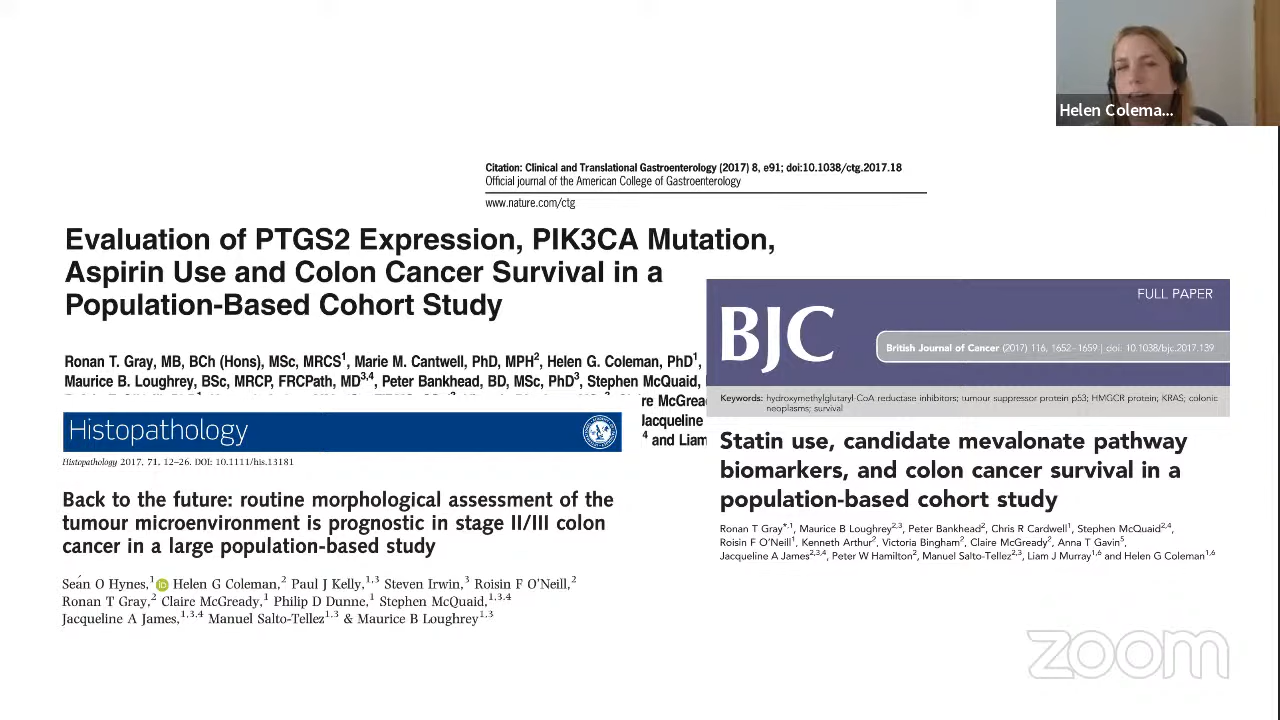 Helen Colema...
Citation: Clinical and Translational Gastroenterology (2017) 8, e91; doi:10.1038/ctg.2017.18
Official journal of the American College of Gastroenterology
www.nature.com/ctg
Evaluation of PTGS2 Expression, PIK3CA Mutation,
Aspirin Use and Colon Cancer Survival in a
Population-Based Cohort Study
Ronan T. Gray, MB, BCh (Hons), MSc, MRCS1, Marie M. Cantwell, PhD, MPH2, Helen G. Coleman, PhD1,
Maurice B. Loughrey, BSc, MRCP, FRCPath, MD3,4, Peter Bankhead, BD, MSc, PhD3, Stephen McQuaid,
re McGread
Jacqueline
4 and Liam
Histopathology
Histopathology 2017, 71, 12–26. DOI: 10.1111/his.13181
Back to the future: routine morphological assessment of the
tumour microenvironment is prognostic in stage II/III colon
cancer in a large population-based study
Seán O Hynes,1 iD Helen G Coleman,2 Paul J Kelly,1,3 Steven Irwin,3 Roisin F O'Neill,2
Ronan T Gray,2 Claire McGready,1 Philip D Dunne,1 Stephen McQuaid,1,3,4
Jacqueline A James,1,3,4 Manuel Salto-Tellez1,3 & Maurice B Loughrey1,3
FULL PAPER
BJC
British Journal of Cancer (2017) 116, 1652–1659 | doi: 10.1038/bjc.2017.139
Keywords: hydroxymethylglutaryl-CoA reductase inhibitors; tumour suppressor protein p53; HMGCR protein; KRAS; colonic
neoplasms; survival
Statin use, candidate mevalonate pathway
biomarkers, and colon cancer survival in a
population-based cohort study
Ronan T Gray*,1, Maurice B Loughrey2,3, Peter Bankhead2, Chris R Cardwell1, Stephen McQuaid2,4,
Roisin F O'Neill1, Kenneth Arthur2, Victoria Bingham2, Claire McGready2, Anna T Gavin5,
Jacqueline A James2,3,4, Peter W Hamilton2, Manuel Salto-Tellez2,3, Liam J Murray1,6 and Helen G Coleman1,6
zoom